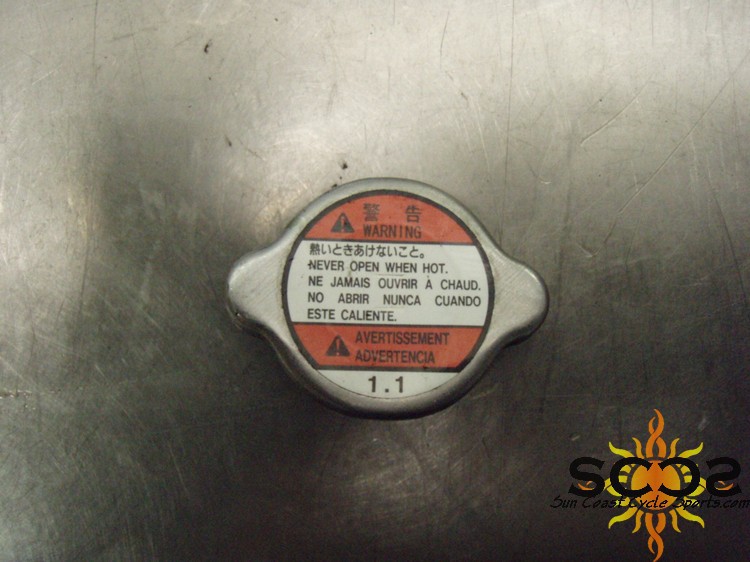 警告
WARNING
熱いときあけないこと。
NEVER OPEN WHEN HOT.
NE JAMAIS OUVRIR À CHAUD.
NO ABRIR NUNCA CUANDO
ESTE CALIENTE.
AVERTISSEMENT
ADVERTENCIA
1.1
SCCS
Sun Coast Cycle Sports.com